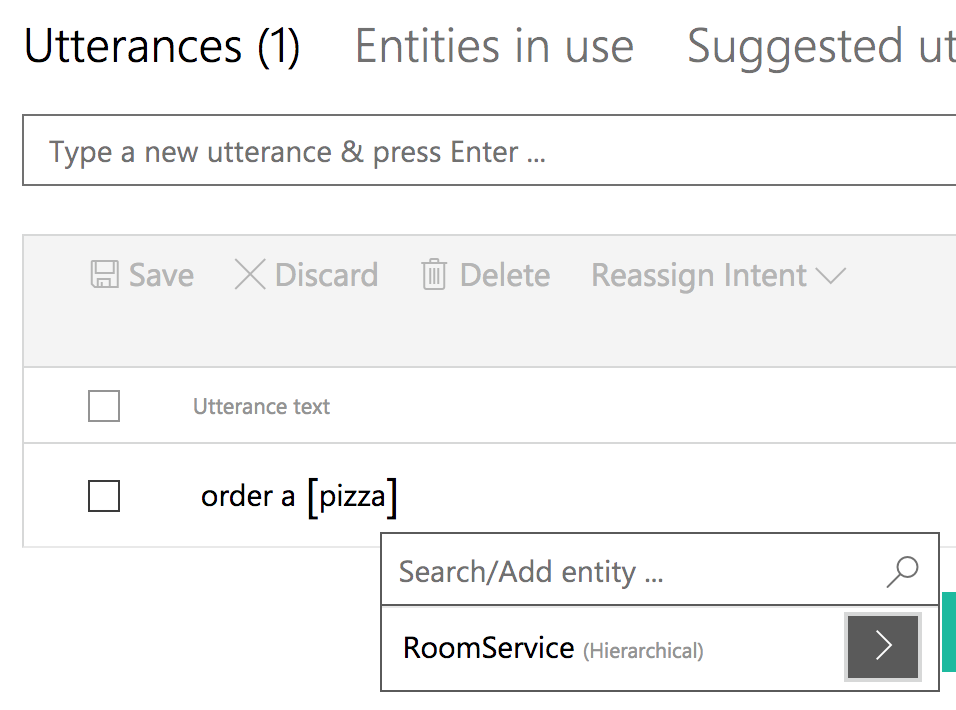 Utterances (1) Entities in use Suggested ut
Type a new utterance & press Enter ...
Save Discard Delete Reassign Intent
Utterance text
order a [pizza]
Search/Add entity ...
RoomService (Hierarchical)